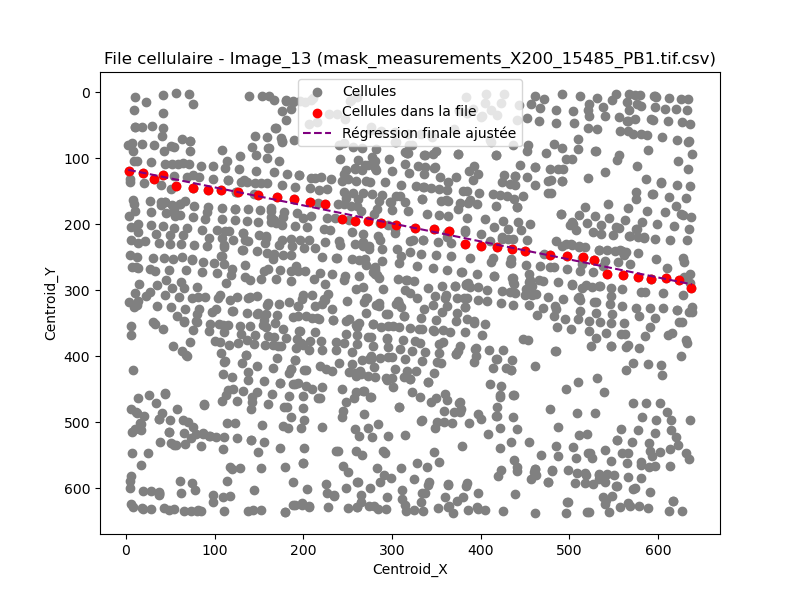 File cellulaire - Image_13 (mask_measurements_X200_15485_PB1.tif.csv)
Cellules
Cellules dans la file
Régression finale ajustée
Centroid_Y
0
100
200
300
400
500
600
0 100 200 300 400 500 600
Centroid_X